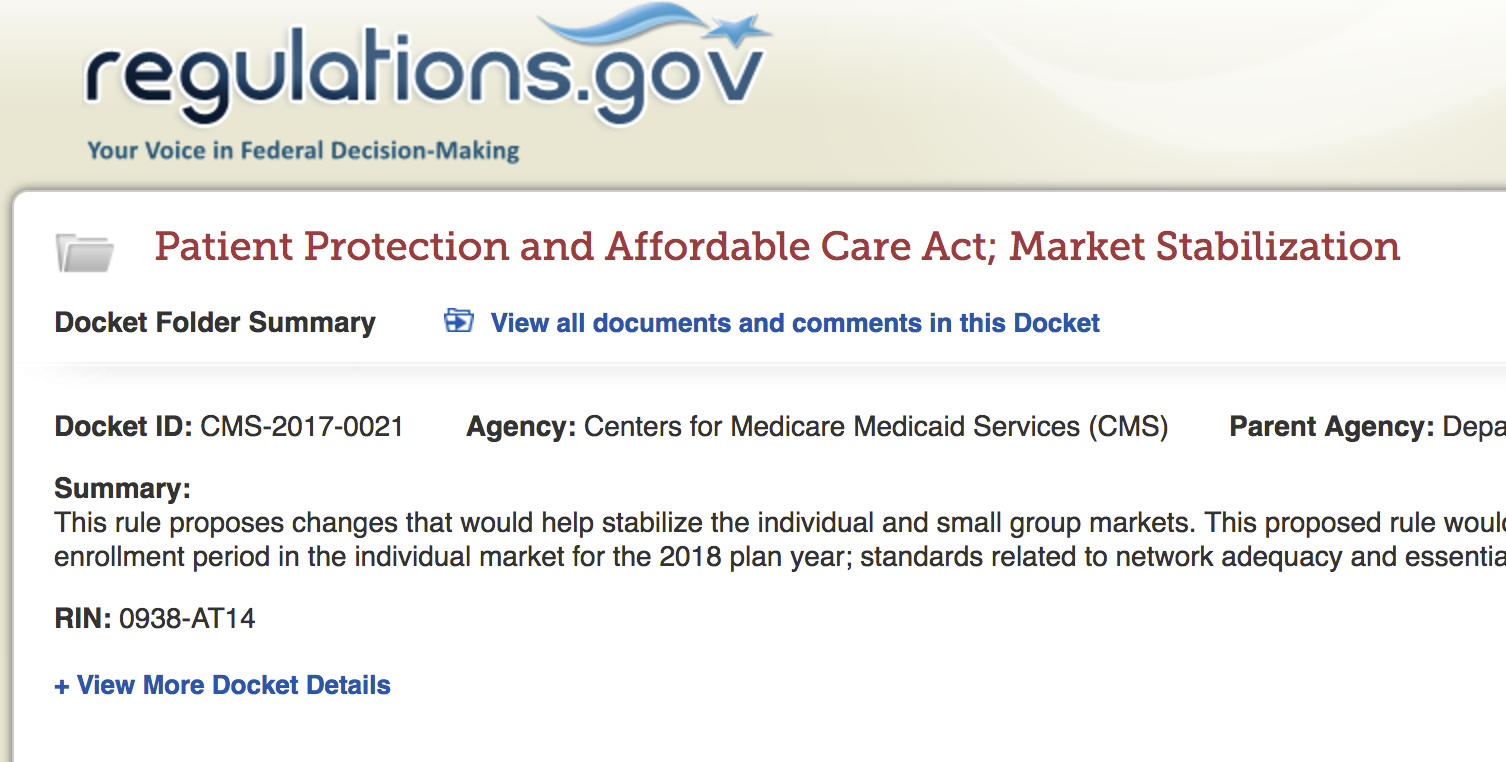 regulations.gov
Your Voice in Federal Decision-Making
Patient Protection and Affordable Care Act; Market Stabilization
Docket Folder Summary View all documents and comments in this Docket
Docket ID: CMS-2017-0021 Agency: Centers for Medicare Medicaid Services (CMS) Parent Agency: Depa
Summary:
This rule proposes changes that would help stabilize the individual and small group markets. This proposed rule would
enrollment period in the individual market for the 2018 plan year; standards related to network adequacy and essentia
RIN: 0938-AT14
+ View More Docket Details